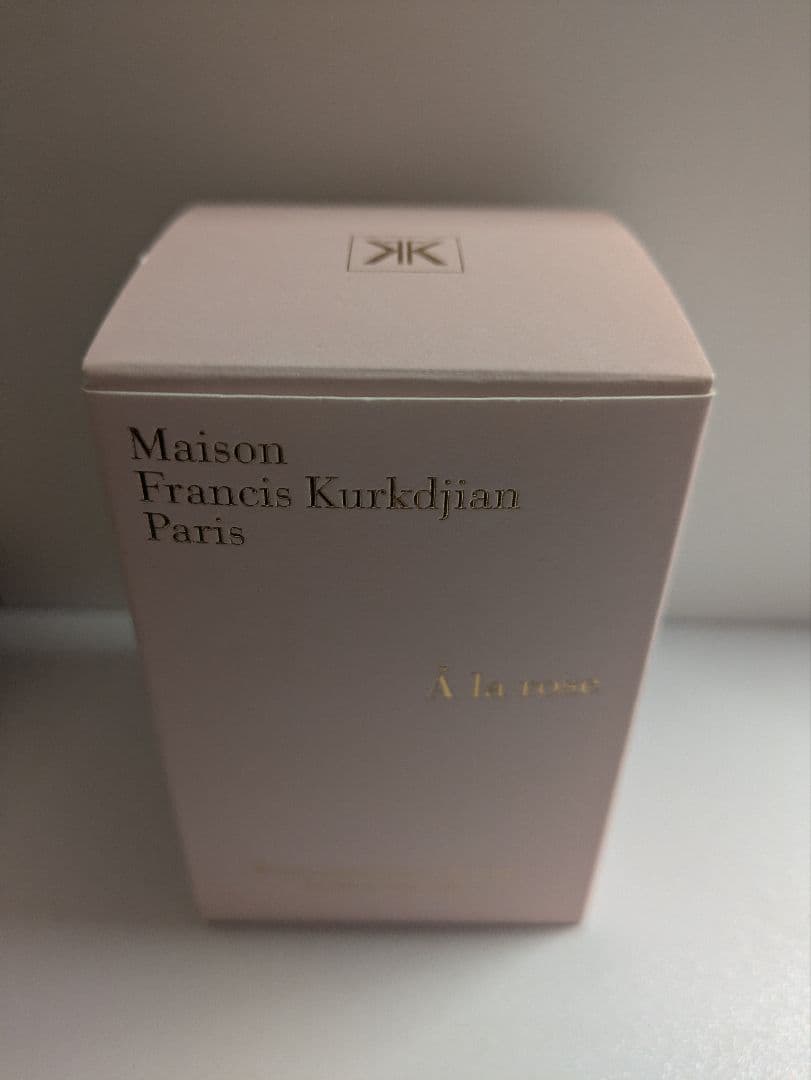 Maison
Francis Kurkdjian
Paris
À la rose